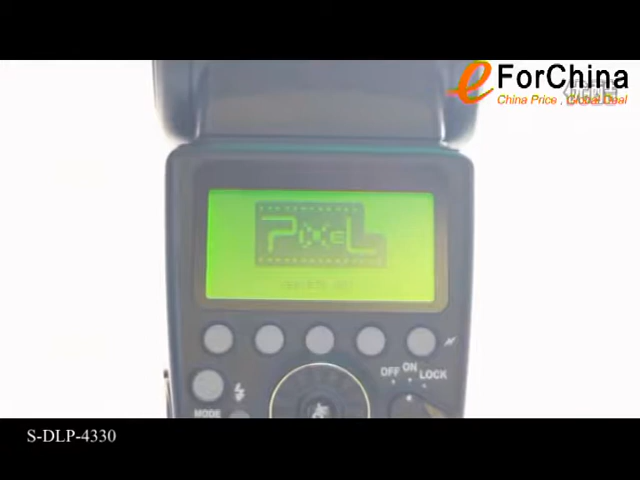 eForChina
China Price , Global Deal
PIXEL
OFF ON LOCK
MODE
S-DLP-4330